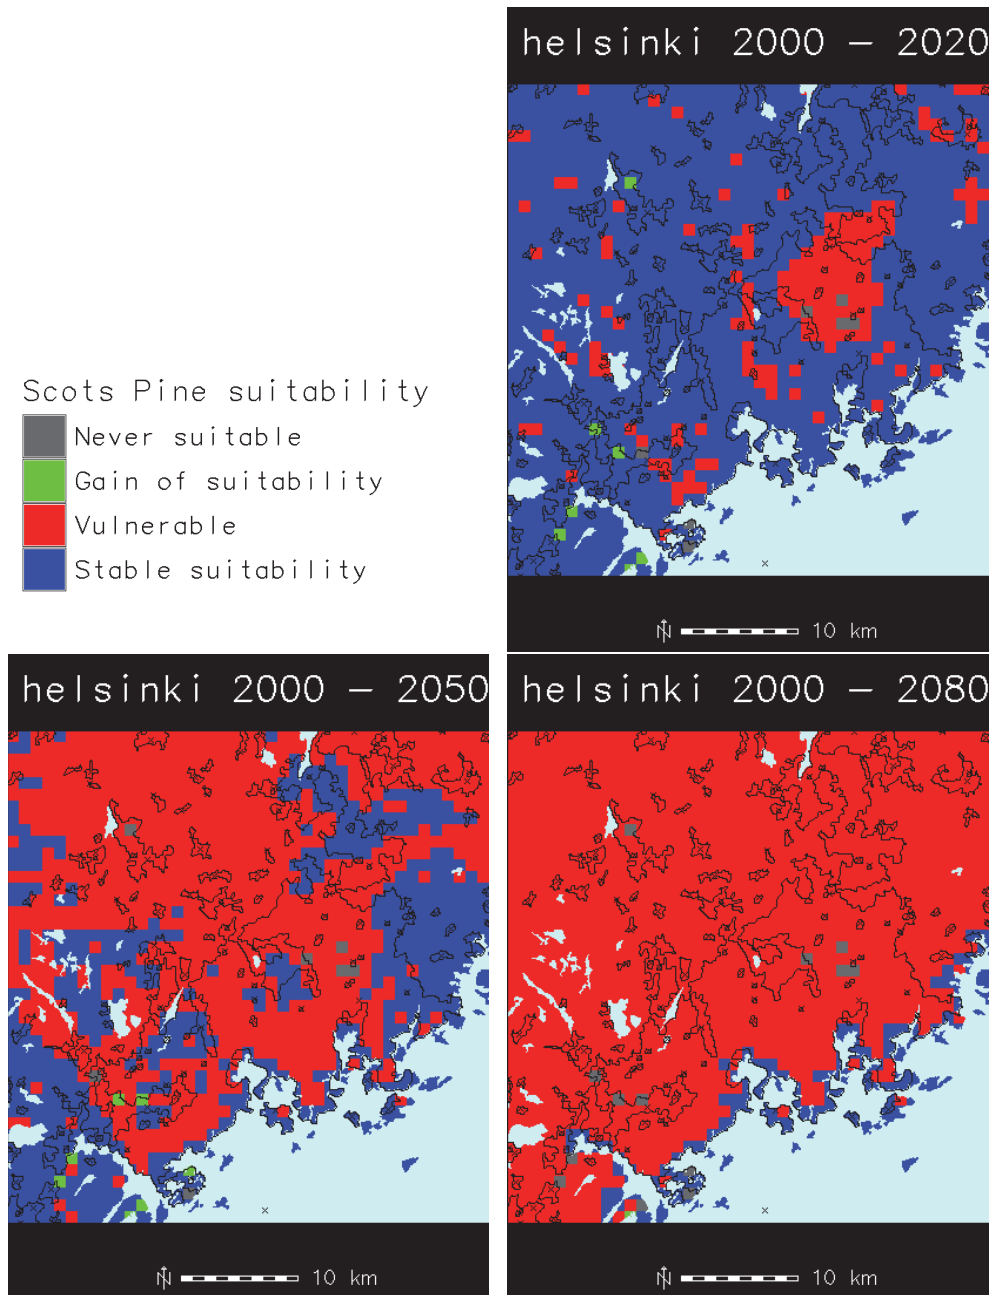 helsinki 2000 – 2020
Scots Pine suitability
Never suitable
Gain of suitability
Vulnerable
Stable suitability
N 10 km
helsinki 2000 – 2050
helsinki 2000 – 2080
N 10 km
N 10 km